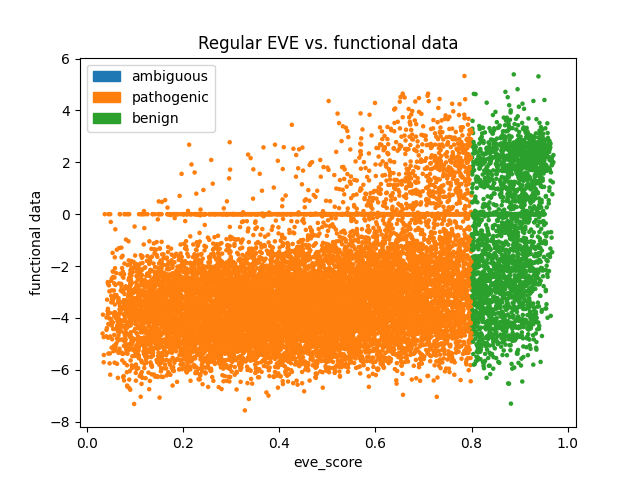 Regular EVE vs. functional data
ambiguous
pathogenic
benign
functional data
6
4
2
0
−2
−4
−6
−8
0.0 0.2 0.4 0.6 0.8 1.0
eve_score